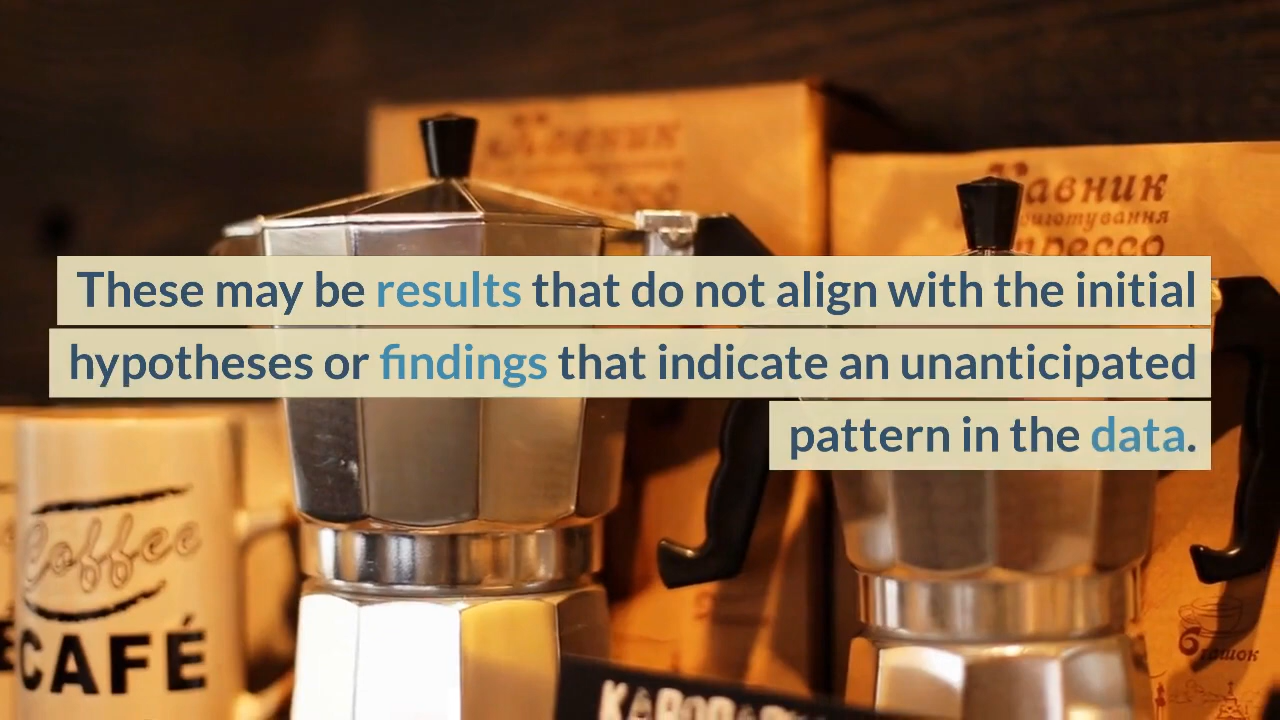 Кавник
These may be results that do not align with the initial
hypotheses or findings that indicate an unanticipated
pattern in the data.
Coffee
CAFÉ